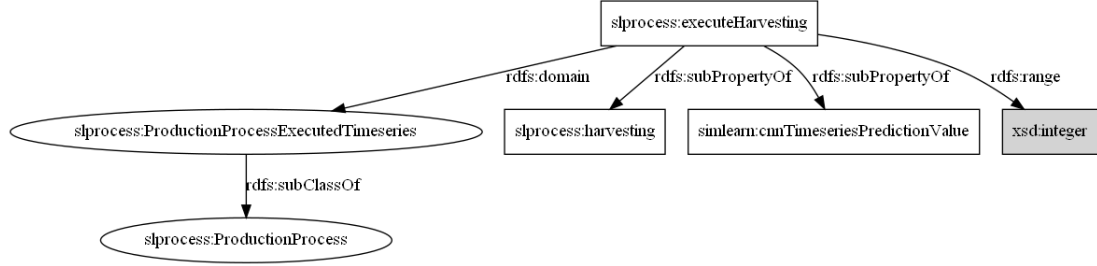 slprocess:executeHarvesting
rdfs:domain
rdfs:subPropertyOf
rdfs:subPropertyOf
rdfs:range
slprocess:ProductionProcessExecutedTimeseries
slprocess:harvesting
simlearn:cnnTimeseriesPredictionValue
xsd:integer
rdfs:subClassOf
slprocess:ProductionProcess